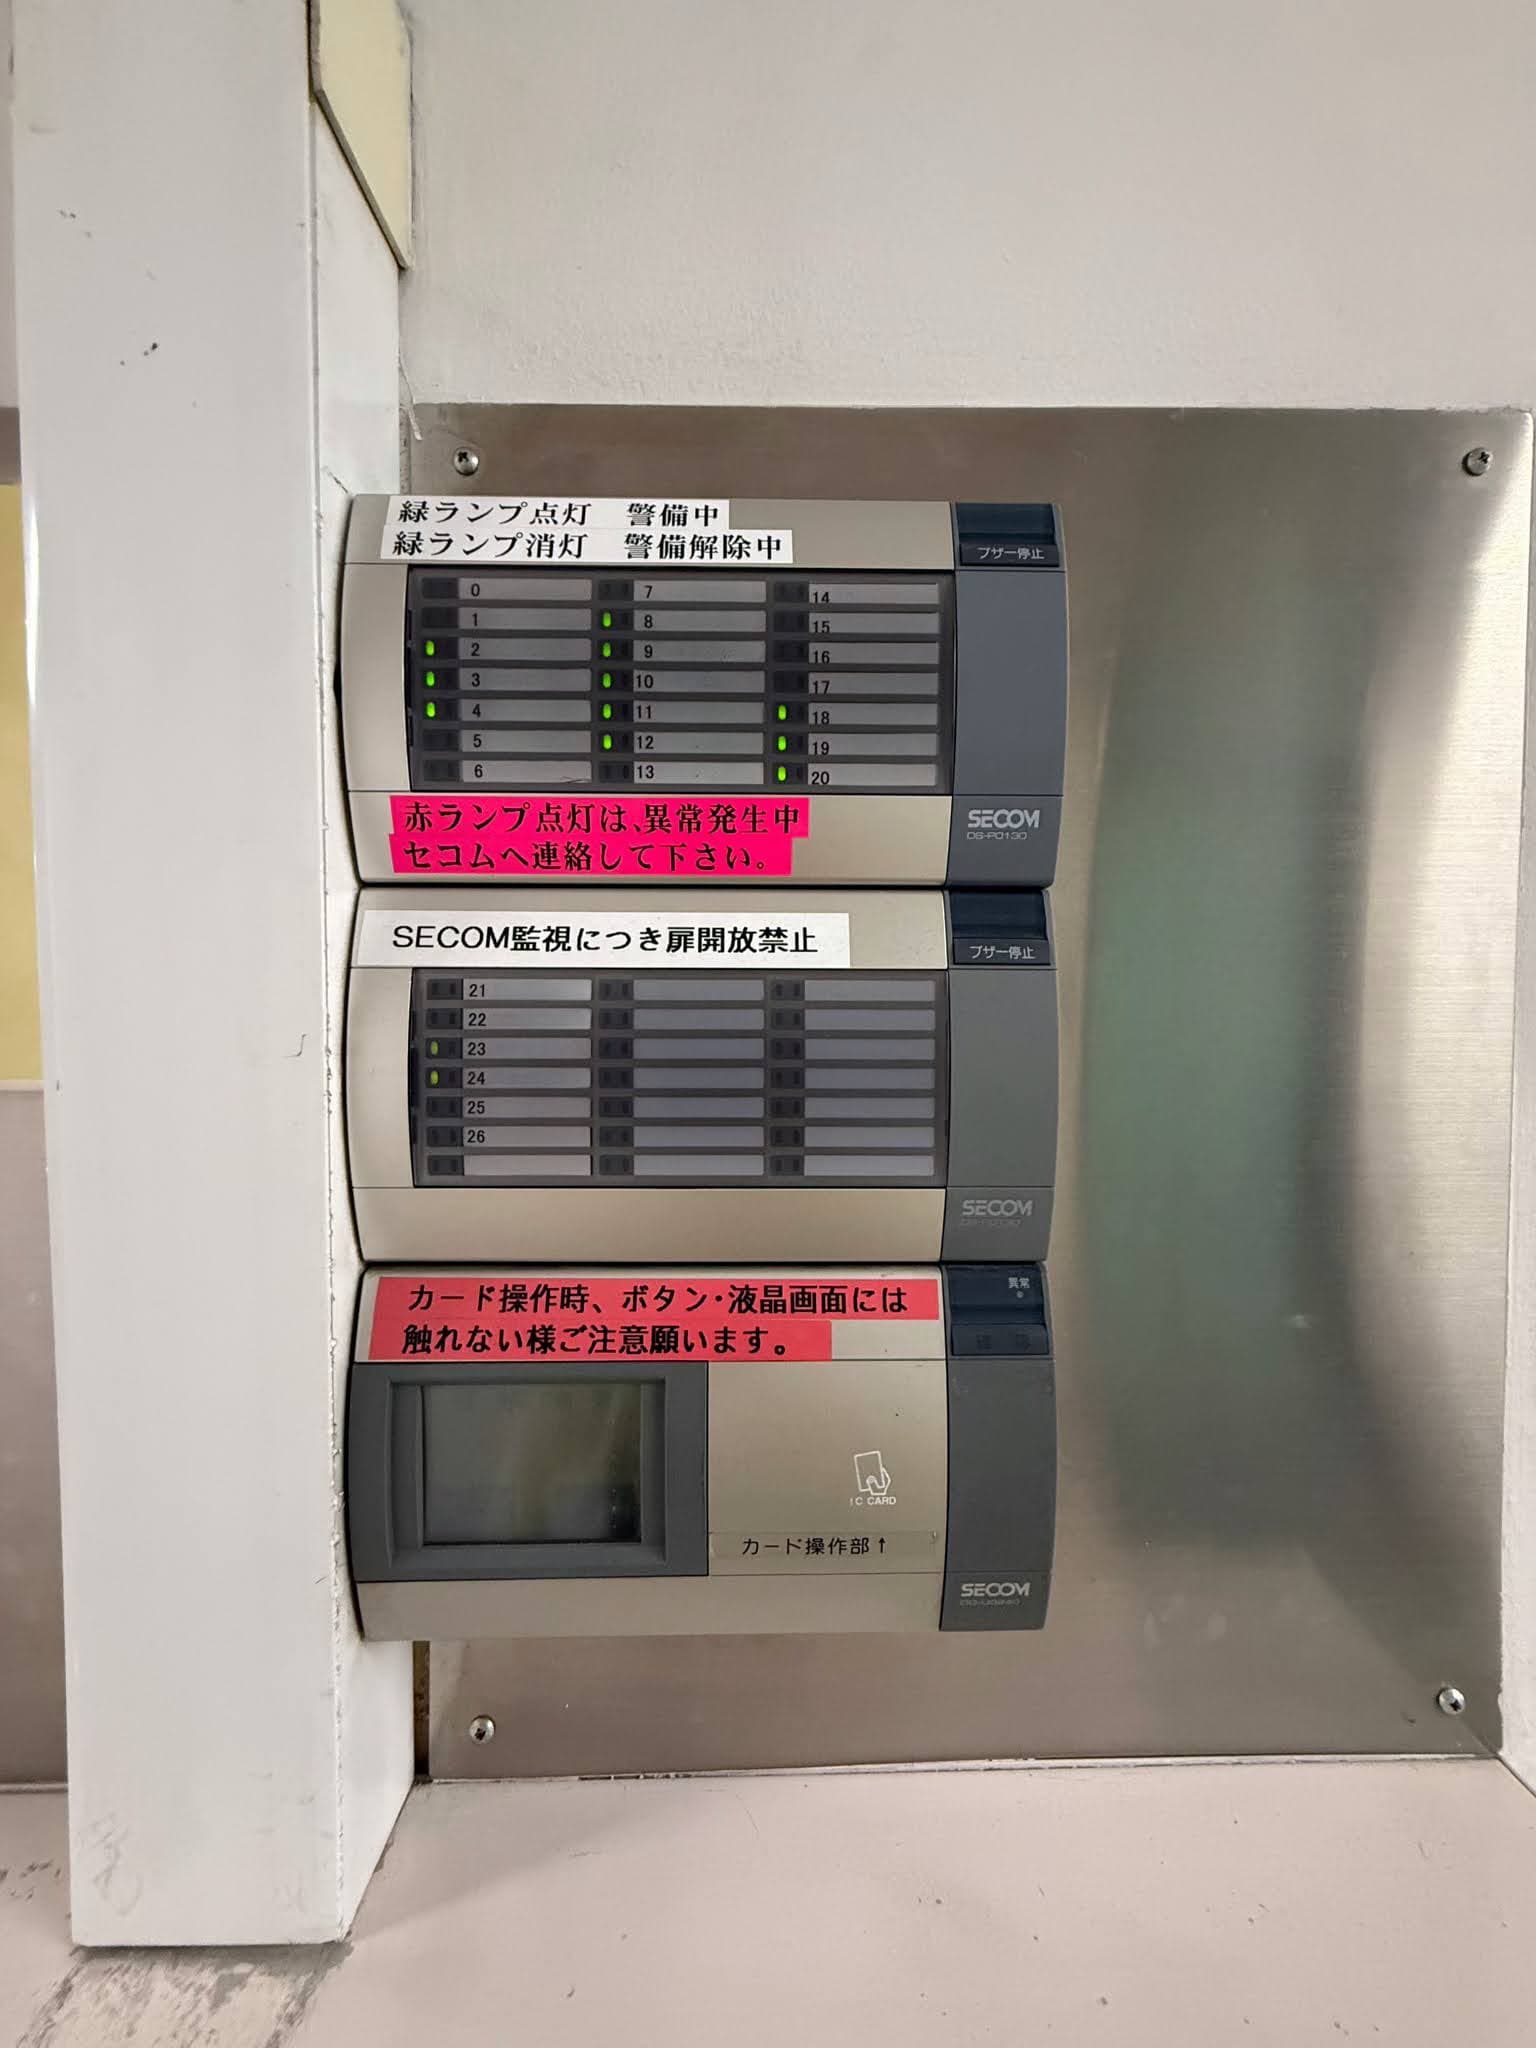 緑ランプ点灯　警備中
緑ランプ消灯　警備解除中
ブザー停止
0 7 14
1 8 15
2 9 16
3 10 17
4 11 18
5 12 19
6 13 20
赤ランプ点灯は、異常発生中
セコムへ連絡して下さい。
SECOM
DS-PD130
SECOM監視につき扉開放禁止
ブザー停止
21
22
23
24
25
26
SECOM
カード操作時、ボタン・液晶画面には
触れない様ご注意願います。
異常
IC CARD
カード操作部↑
SECOM